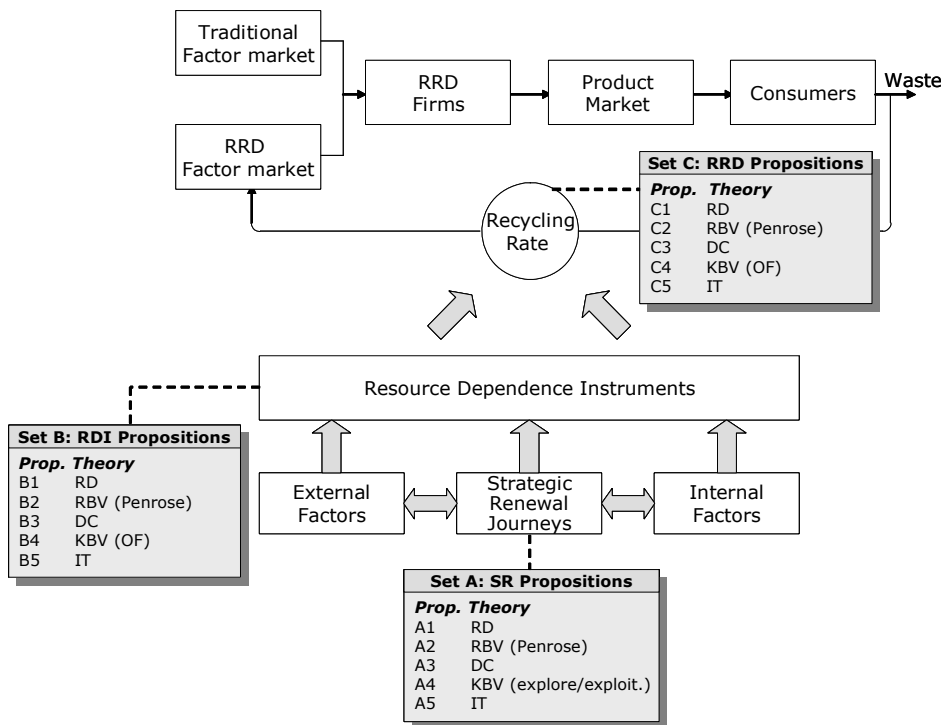 Traditional
Factor market
RRD
Firms
Product
Market
Consumers
Waste
RRD
Factor market
Recycling
Rate
Set C: RRD Propositions
Prop. Theory
C1 RD
C2 RBV (Penrose)
C3 DC
C4 KBV (OF)
C5 IT
Resource Dependence Instruments
Set B: RDI Propositions
Prop. Theory
B1 RD
B2 RBV (Penrose)
B3 DC
B4 KBV (OF)
B5 IT
External
Factors
Strategic
Renewal
Journeys
Internal
Factors
Set A: SR Propositions
Prop. Theory
A1 RD
A2 RBV (Penrose)
A3 DC
A4 KBV (explore/exploit.)
A5 IT